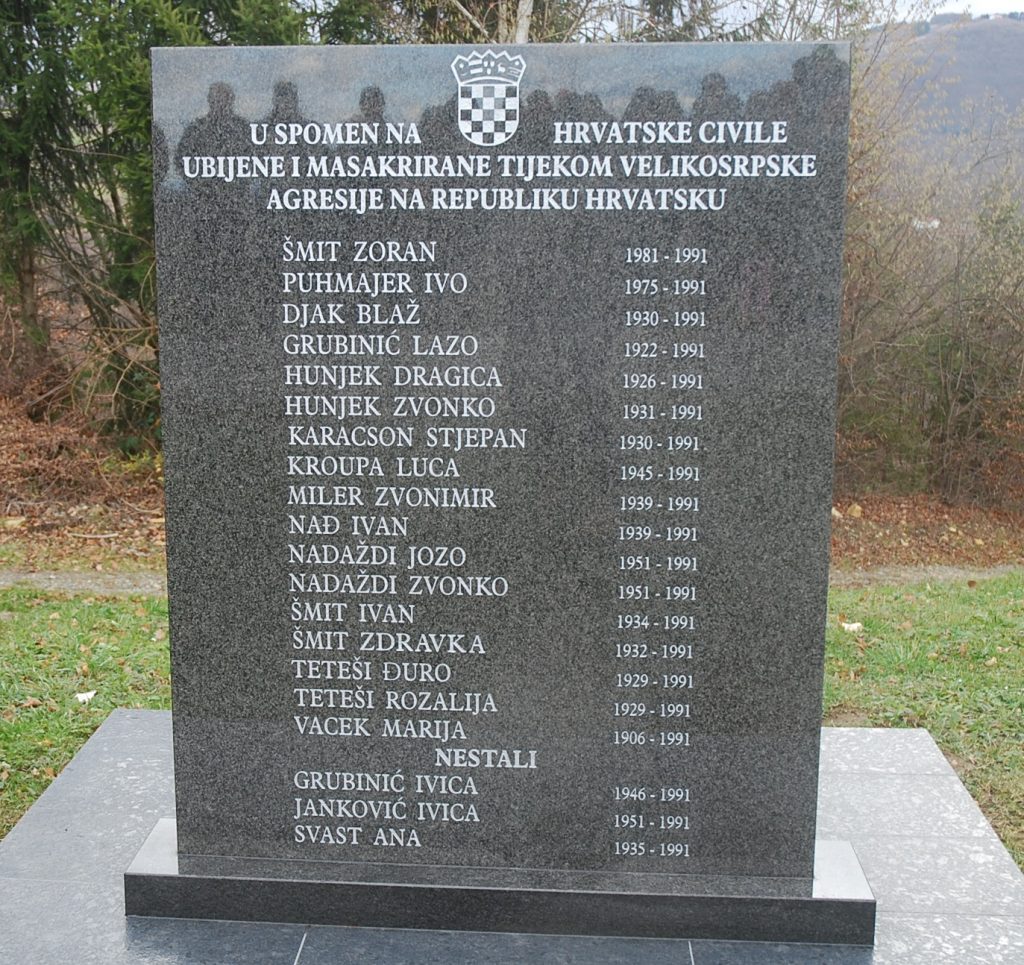 U SPOMEN NA HRVATSKE CIVILE
UBIJENE I MASAKRIRANE TIJEKOM VELIKOSRPSKE
AGRESIJE NA REPUBLIKU HRVATSKU
ŠMIT ZORAN 1981 - 1991
PUHMAJER IVO 1975 - 1991
DJAK BLAŽ 1930 - 1991
GRUBINIĆ LAZO 1922 - 1991
HUNJEK DRAGICA 1926 - 1991
HUNJEK ZVONKO 1931 - 1991
KARACSON STJEPAN 1930 - 1991
KROUPA LUCA 1945 - 1991
MILER ZVONIMIR 1939 - 1991
NAĐ IVAN 1939 - 1991
NADAŽDI JOZO 1951 - 1991
NADAŽDI ZVONKO 1951 - 1991
ŠMIT IVAN 1934 - 1991
ŠMIT ZDRAVKA 1932 - 1991
TETEŠI ĐURO 1929 - 1991
TETEŠI ROZALIJA 1929 - 1991
VACEK MARIJA 1906 - 1991
NESTALI
GRUBINIĆ IVICA 1946 - 1991
JANKOVIĆ IVICA 1951 - 1991
SVAST ANA 1935 - 1991